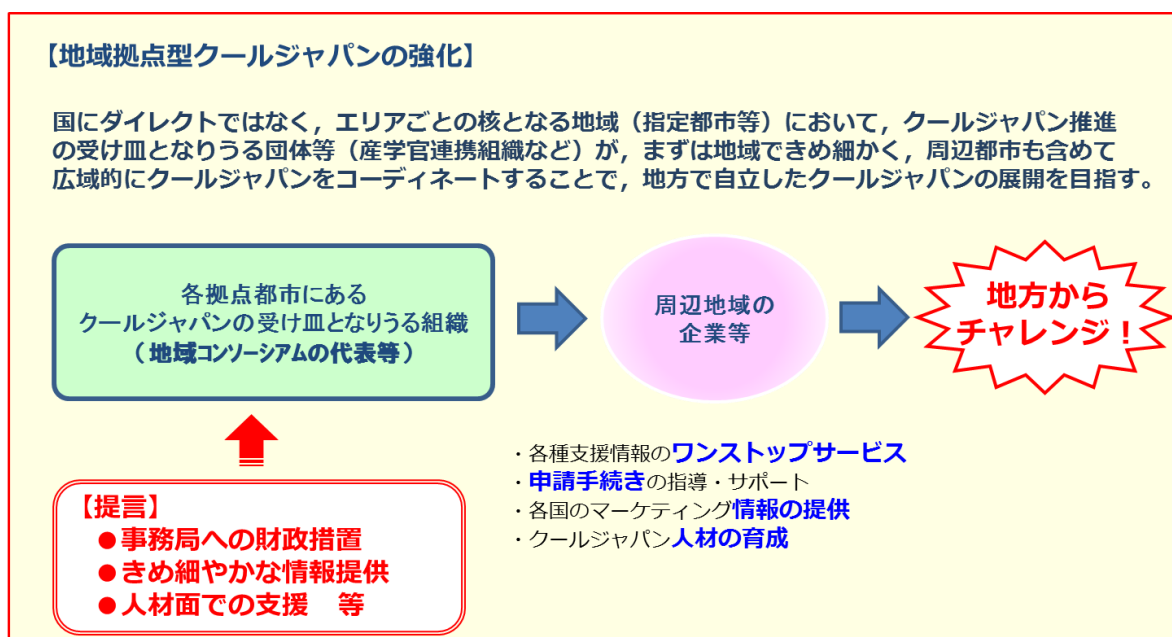 【地域拠点型クールジャパンの強化】
国にダイレクトではなく，エリアごとの核となる地域（指定都市等）において，クールジャパン推進
の受け皿となりうる団体等（産学官連携組織など）が，まずは地域できめ細かく，周辺都市も含めて
広域的にクールジャパンをコーディネートすることで，地方で自立したクールジャパンの展開を目指す。
各拠点都市にある
クールジャパンの受け皿となりうる組織
（地域コンソーシアムの代表等）
周辺地域の
企業等
地方から
チャレンジ！
【提言】
●事務局への財政措置
●きめ細やかな情報提供
●人材面での支援　等
・各種支援情報のワンストップサービス
・申請手続きの指導・サポート
・各国のマーケティング情報の提供
・クールジャパン人材の育成